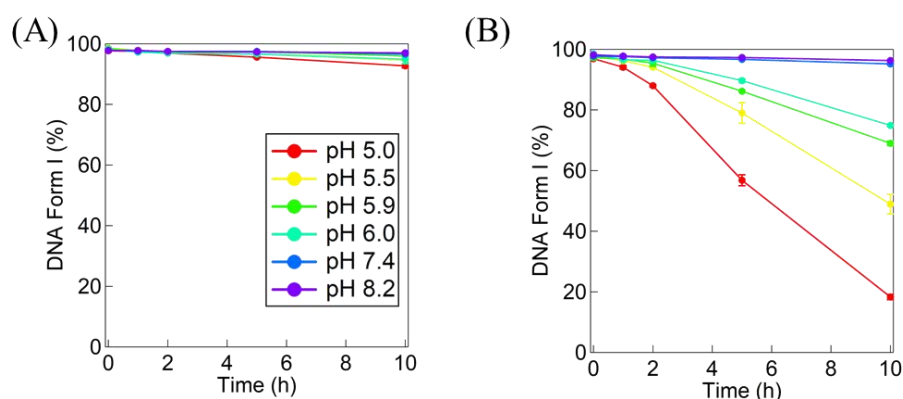 (A)
DNA Form I (%)
100
80
60
40
20
0
pH 5.0
pH 5.5
pH 5.9
pH 6.0
pH 7.4
pH 8.2
0 2 4 6 8 10
Time (h)
(B)
DNA Form I (%)
100
80
60
40
20
0
0 2 4 6 8 10
Time (h)